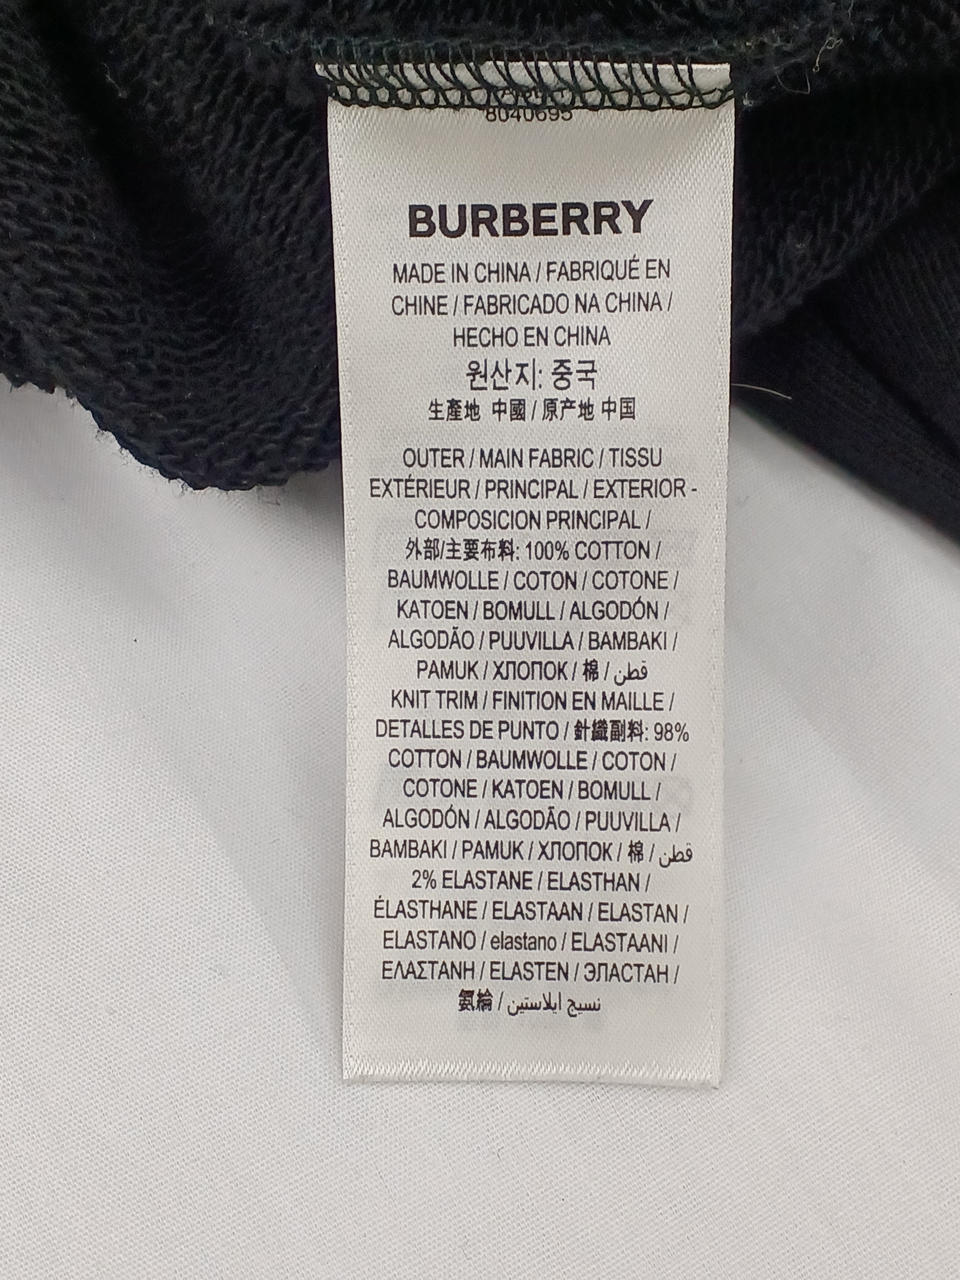 8040695
BURBERRY
MADE IN CHINA / FABRIQUÉ EN
CHINE / FABRICADO NA CHINA /
HECHO EN CHINA
원산지: 중국
生產地 中國 / 原产地 中国
OUTER / MAIN FABRIC / TISSU
EXTÉRIEUR / PRINCIPAL / EXTERIOR -
COMPOSICION PRINCIPAL /
外部/主要布料: 100% COTTON /
BAUMWOLLE / COTON / COTONE /
KATOEN / BOMULL / ALGODÓN /
ALGODÃO / PUUVILLA / BAMBAKI /
PAMUK / ХЛОПОК / 棉 / قطن
KNIT TRIM / FINITION EN MAILLE /
DETALLES DE PUNTO / 針織副料: 98%
COTTON / BAUMWOLLE / COTON /
COTONE / KATOEN / BOMULL /
ALGODÓN / ALGODÃO / PUUVILLA /
BAMBAKI / PAMUK / ХЛОПОК / 棉 / قطن
2% ELASTANE / ELASTHAN /
ÉLASTHANE / ELASTAAN / ELASTAN /
ELASTANO / elastano / ELASTAANI /
ΕΛΑΣΤΑΝΗ / ELASTEN / ЭЛАСТАН /
氨綸 / نسيج ايلاستين